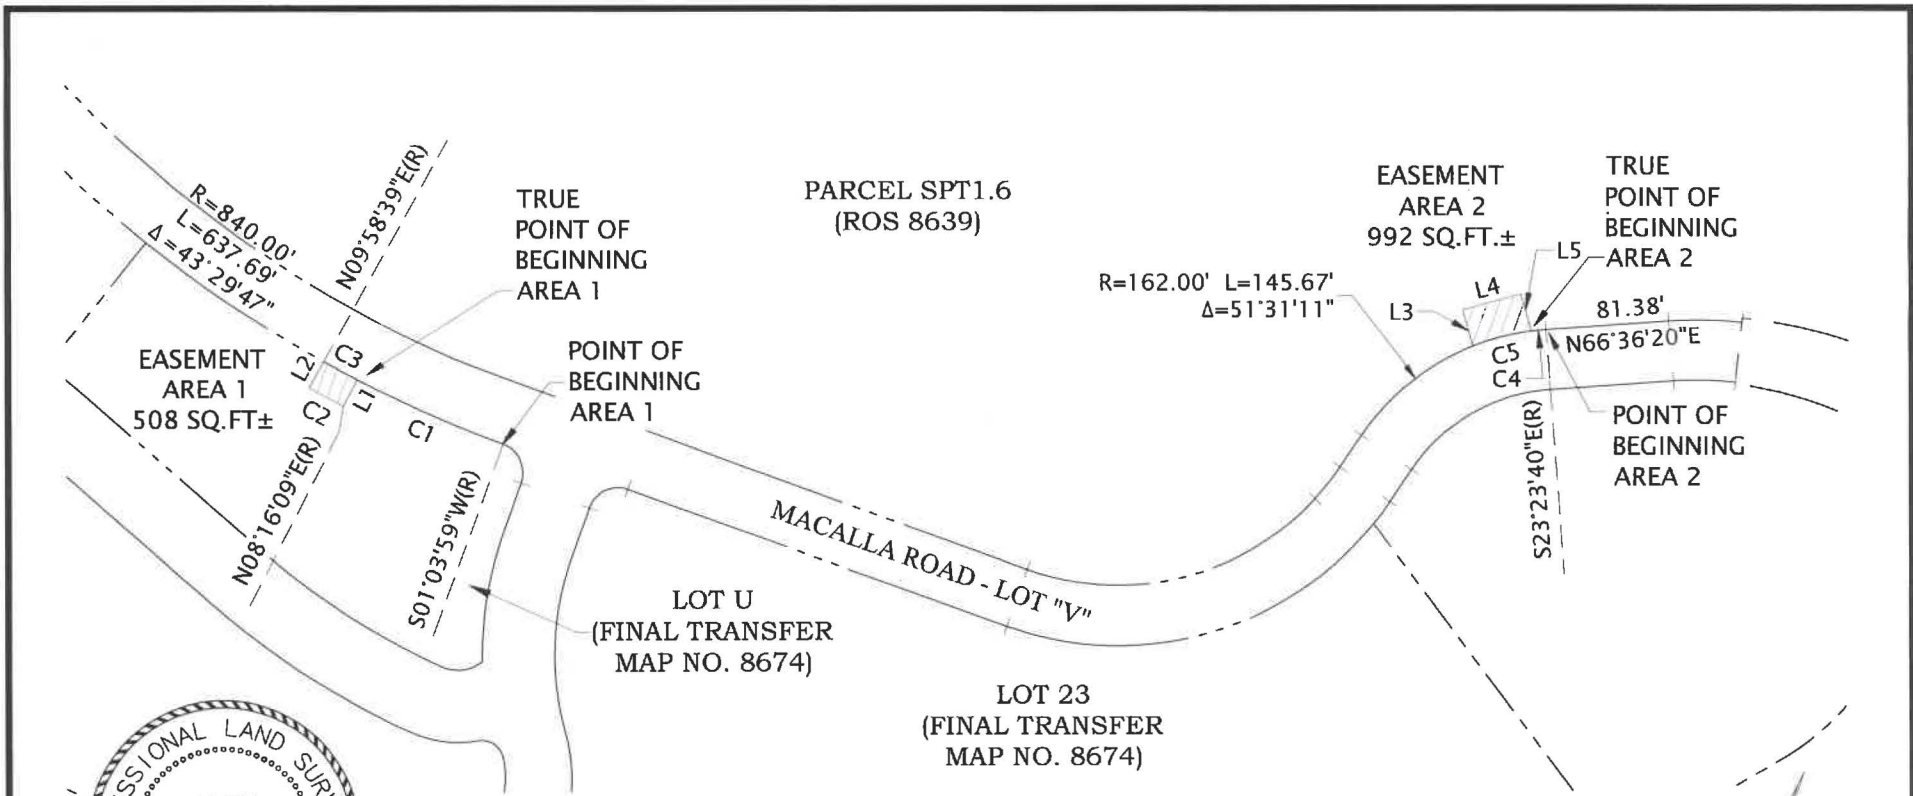 R=840.00'
L=637.69'
Δ=43°29'47"
N09°58'39"E(R)
TRUE
POINT OF
BEGINNING
AREA 1
PARCEL SPT1.6
(ROS 8639)
EASEMENT
AREA 2
992 SQ.FT.±
TRUE
POINT OF
BEGINNING
AREA 2
L5
L4
L3
R=162.00' L=145.67'
Δ=51°31'11"
81.38'
N66°36'20"E
C5
C4
S23°23'40"E(R)
POINT OF
BEGINNING
AREA 2
EASEMENT
AREA 1
508 SQ.FT±
L2
C3
L1
C2
C1
POINT OF
BEGINNING
AREA 1
N08°16'09"E(R)
S01°03'59"W(R)
MACALLA ROAD - LOT "V"
LOT U
(FINAL TRANSFER
MAP NO. 8674)
LOT 23
(FINAL TRANSFER
MAP NO. 8674)
SSIONAL LAND SUR